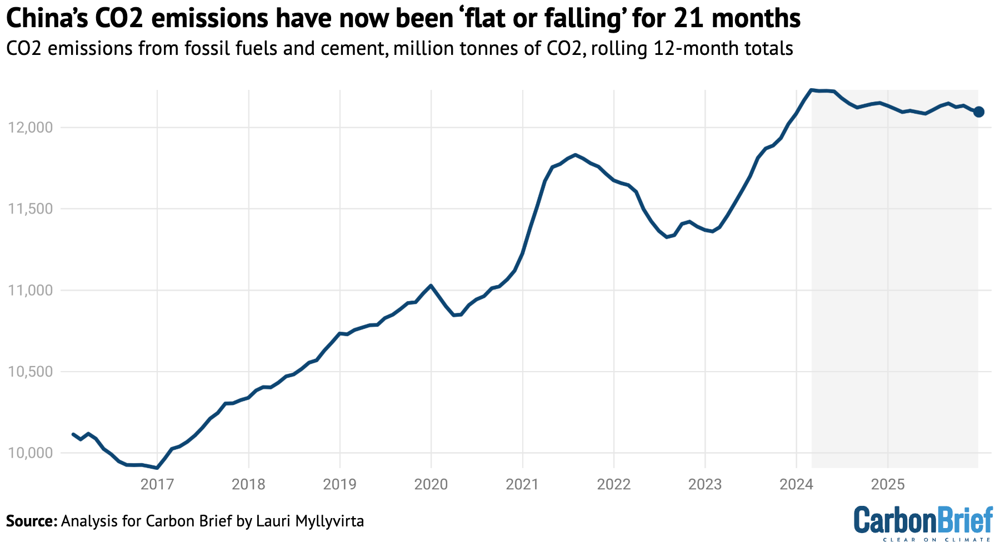 China’s CO2 emissions have now been ‘flat or falling’ for 21 months
CO2 emissions from fossil fuels and cement, million tonnes of CO2, rolling 12-month totals
12,000
11,500
11,000
10,500
10,000
2017 2018 2019 2020 2021 2022 2023 2024 2025
Source: Analysis for Carbon Brief by Lauri Myllyvirta
CarbonBrief
CLEAR ON CLIMATE